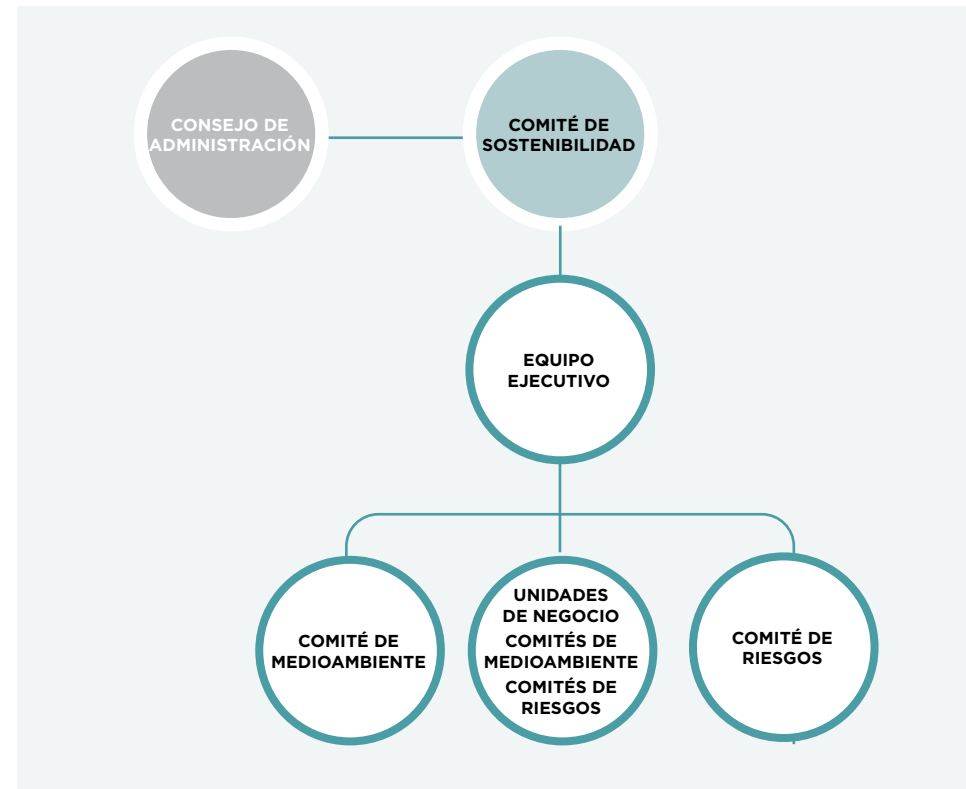 CONSEJO DE
ADMINISTRACIÓN
COMITÉ DE
SOSTENIBILIDAD
EQUIPO
EJECUTIVO
COMITÉ DE
MEDIOAMBIENTE
UNIDADES
DE NEGOCIO
COMITÉS DE
MEDIOAMBIENTE
COMITÉS DE
RIESGOS
COMITÉ DE
RIESGOS